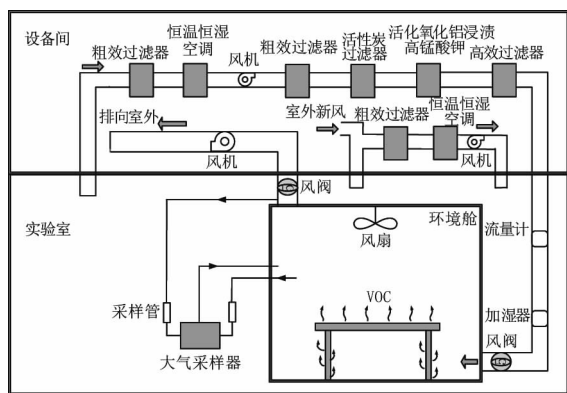 设备间
粗效过滤器
恒温恒湿
空调
风机
粗效过滤器
活性炭
过滤器
活化氧化铝浸渍
高锰酸钾
高效过滤器
排向室外
风机
室外新风
粗效过滤器
恒温恒湿
空调
风机
实验室
风阀
环境舱
风扇
流量计
采样管
VOC
加湿器
大气采样器
风阀